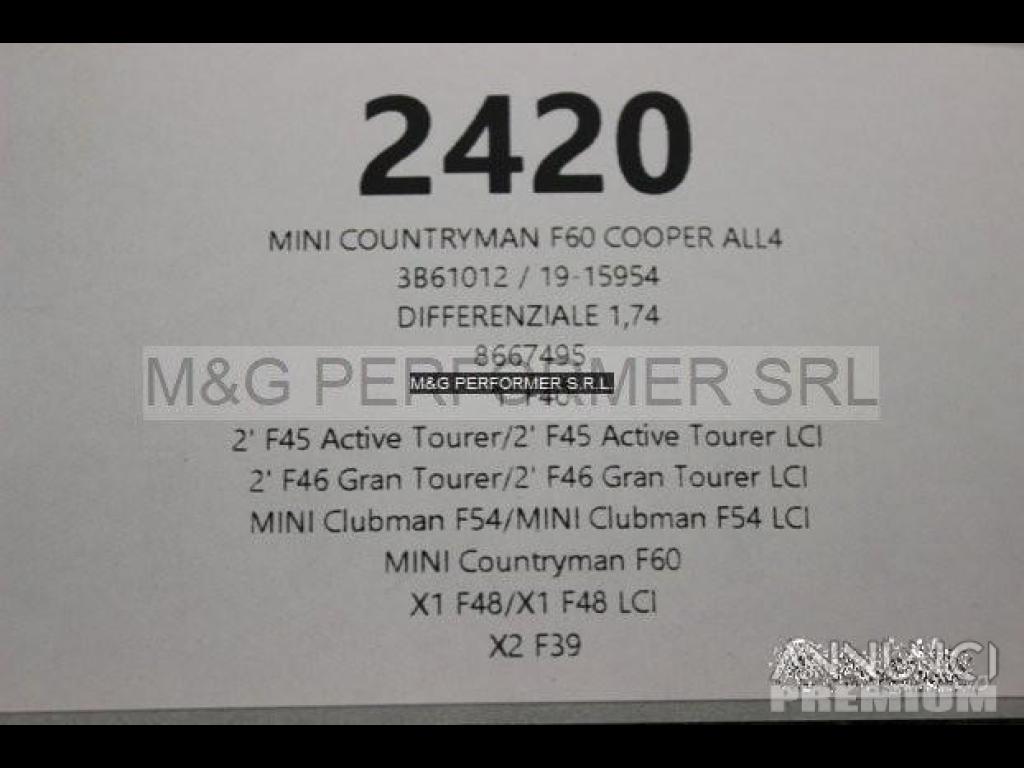 2420
MINI COUNTRYMAN F60 COOPER ALL4
3B61012 / 19-15954
DIFFERENZIALE 1,74
8667495
M&G PERFORMER SRL
M&G PERFORMER S.R.L.
F40
2' F45 Active Tourer/2' F45 Active Tourer LCI
2' F46 Gran Tourer/2' F46 Gran Tourer LCI
MINI Clubman F54/MINI Clubman F54 LCI
MINI Countryman F60
X1 F48/X1 F48 LCI
X2 F39
ANNUNCI
PREMIUM